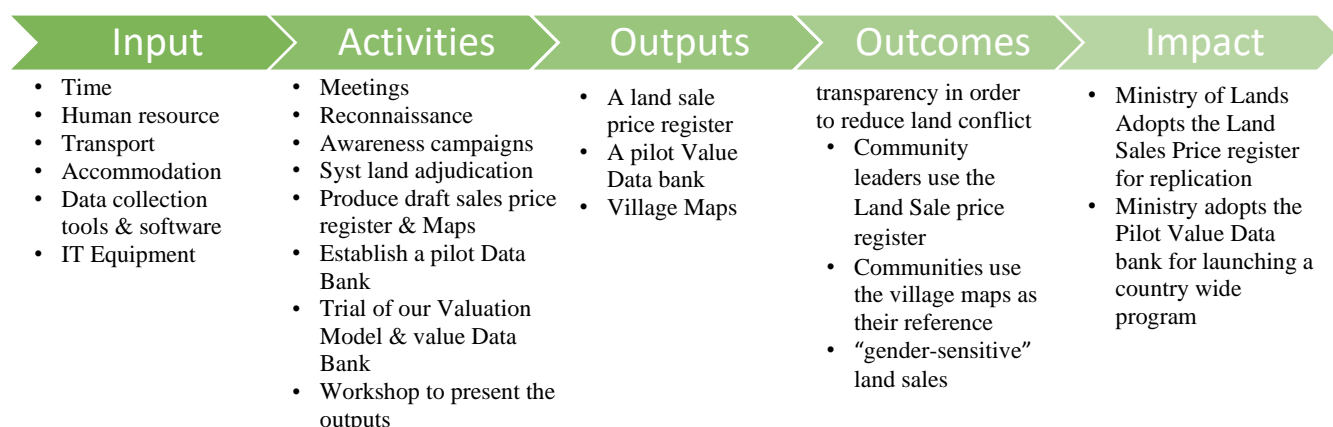 Input
Activities
Outputs
Outcomes
Impact
• Time
• Human resource
• Transport
• Accommodation
• Data collection
tools & software
• IT Equipment
• Meetings
• Reconnaissance
• Awareness campaigns
• Syst land adjudication
• Produce draft sales price
register & Maps
• Establish a pilot Data
Bank
• Trial of our Valuation
Model & value Data
Bank
• Workshop to present the
outputs
• A land sale
price register
• A pilot Value
Data bank
• Village Maps
transparency in order
to reduce land conflict
• Community
leaders use the
Land Sale price
register
• Communities use
the village maps as
their reference
• “gender-sensitive”
land sales
• Ministry of Lands
Adopts the Land
Sales Price register
for replication
• Ministry adopts the
Pilot Value Data
bank for launching a
country wide
program